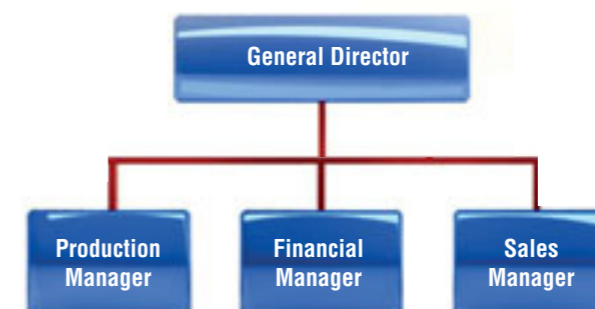 General Director
Production
Manager
Financial
Manager
Sales
Manager